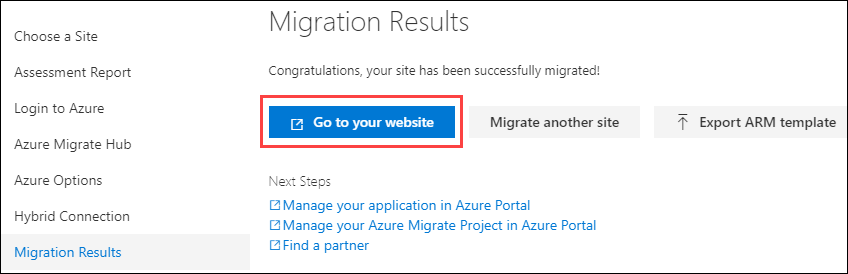 Choose a Site
Assessment Report
Login to Azure
Azure Migrate Hub
Azure Options
Hybrid Connection
Migration Results
Migration Results
Congratulations, your site has been successfully migrated!
Go to your website
Migrate another site
Export ARM template
Next Steps
Manage your application in Azure Portal
Manage your Azure Migrate Project in Azure Portal
Find a partner